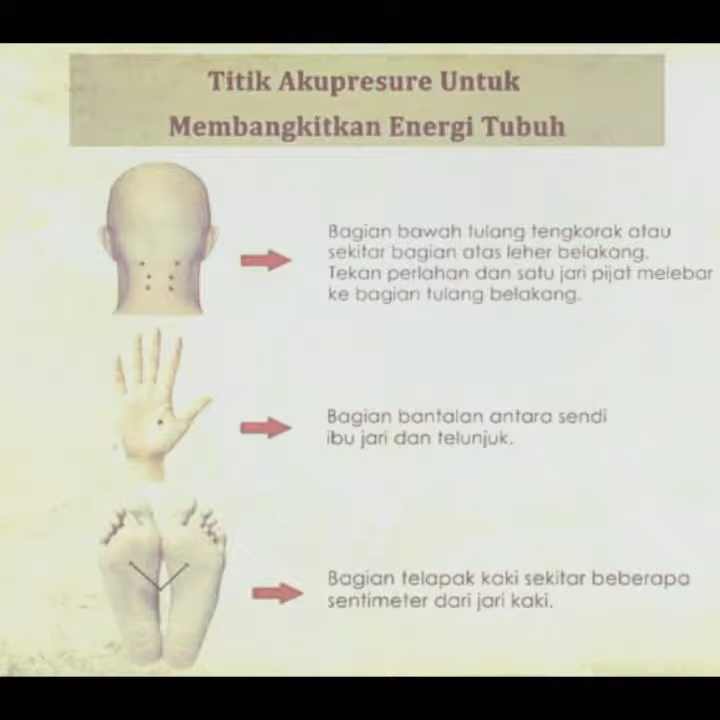 Titik Akupresure Untuk
Membangkitkan Energi Tubuh
Bagian bawah tulang tengkorak atau
sekitar bagian atas leher belakang.
Tekan perlahan dan satu jari pijat melebar
ke bagian tulang belakang.
Bagian bantalan antara sendi
ibu jari dan telunjuk.
Bagian telapak kaki sekitar beberapa
sentimeter dari jari kaki.